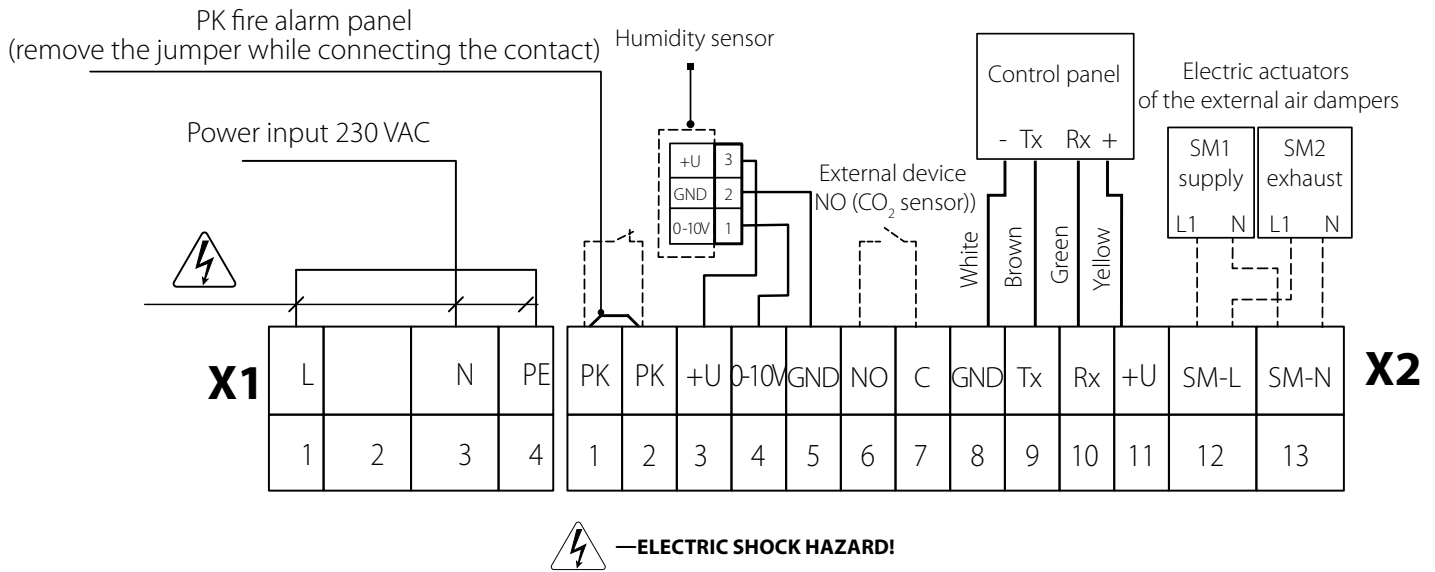 PK fire alarm panel
(remove the jumper while connecting the contact)
Power input 230 VAC
Humidity sensor
+U 3
GND 2
0-10V 1
External device
NO (CO2 sensor))
Control panel
- Tx Rx +
White
Brown
Green
Yellow
Electric actuators
of the external air dampers
SM1
supply
L1 N
SM2
exhaust
L1 N
X1
L N PE
1 2 3 4
PK PK +U 0-10V GND NO C GND Tx Rx +U SM-L SM-N
1 2 3 4 5 6 7 8 9 10 11 12 13
X2
—ELECTRIC SHOCK HAZARD!